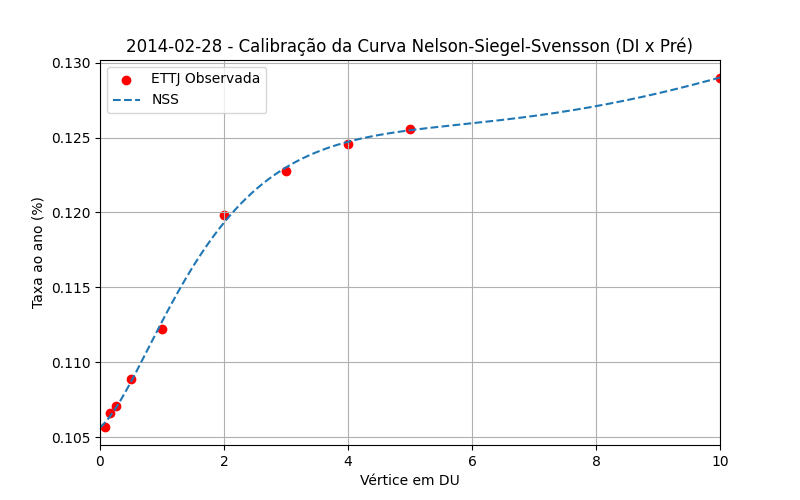 2014-02-28 - Calibração da Curva Nelson-Siegel-Svensson (DI x Pré)
ETTJ Observada
NSS
Taxa ao ano (%)
0.130
0.125
0.120
0.115
0.110
0.105
0
2
4
6
8
10
Vértice em DU